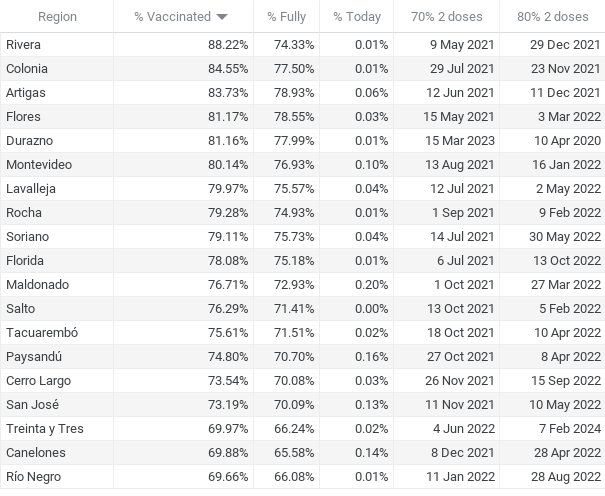 Region % Vaccinated % Fully % Today 70% 2 doses 80% 2 doses
Rivera 88.22% 74.33% 0.01% 9 May 2021 29 Dec 2021
Colonia 84.55% 77.50% 0.01% 29 Jul 2021 23 Nov 2021
Artigas 83.73% 78.93% 0.06% 12 Jun 2021 11 Dec 2021
Flores 81.17% 78.55% 0.03% 15 May 2021 3 Mar 2022
Durazno 81.16% 77.99% 0.01% 15 Mar 2023 10 Apr 2020
Montevideo 80.14% 76.93% 0.10% 13 Aug 2021 16 Jan 2022
Lavalleja 79.97% 75.57% 0.04% 12 Jul 2021 2 May 2022
Rocha 79.28% 74.93% 0.01% 1 Sep 2021 9 Feb 2022
Soriano 79.11% 75.73% 0.04% 14 Jul 2021 30 May 2022
Florida 78.08% 75.18% 0.01% 6 Jul 2021 13 Oct 2022
Maldonado 76.71% 72.93% 0.20% 1 Oct 2021 27 Mar 2022
Salto 76.29% 71.41% 0.00% 13 Oct 2021 5 Feb 2022
Tacuarembó 75.61% 71.51% 0.02% 18 Oct 2021 10 Apr 2022
Paysandú 74.80% 70.70% 0.16% 27 Oct 2021 8 Apr 2022
Cerro Largo 73.54% 70.08% 0.03% 26 Nov 2021 15 Sep 2022
San José 73.19% 70.09% 0.13% 11 Nov 2021 10 May 2022
Treinta y Tres 69.97% 66.24% 0.02% 4 Jun 2022 7 Feb 2024
Canelones 69.88% 65.58% 0.14% 8 Dec 2021 28 Apr 2022
Río Negro 69.66% 66.08% 0.01% 11 Jan 2022 28 Aug 2022